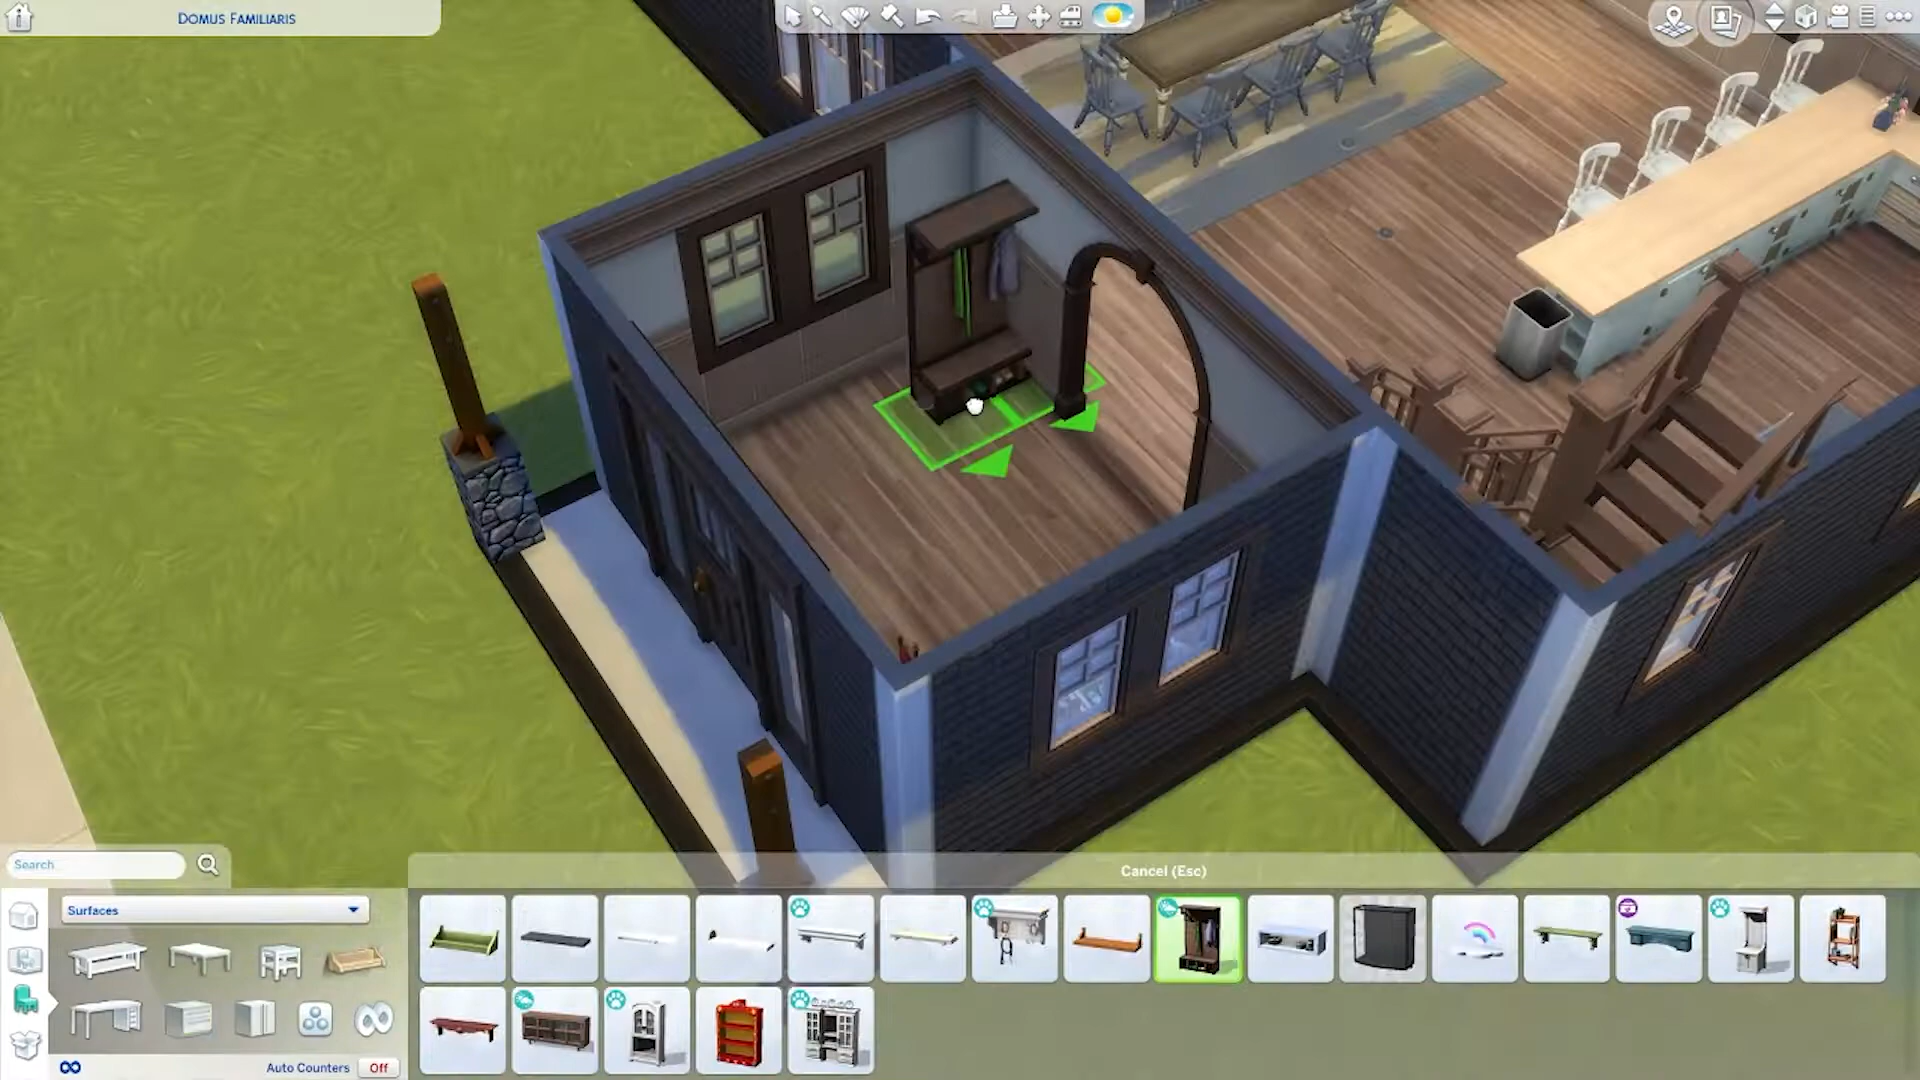 Domus Familiaris
Cancel (Esc)
Search...
Surfaces
Auto Counters Off